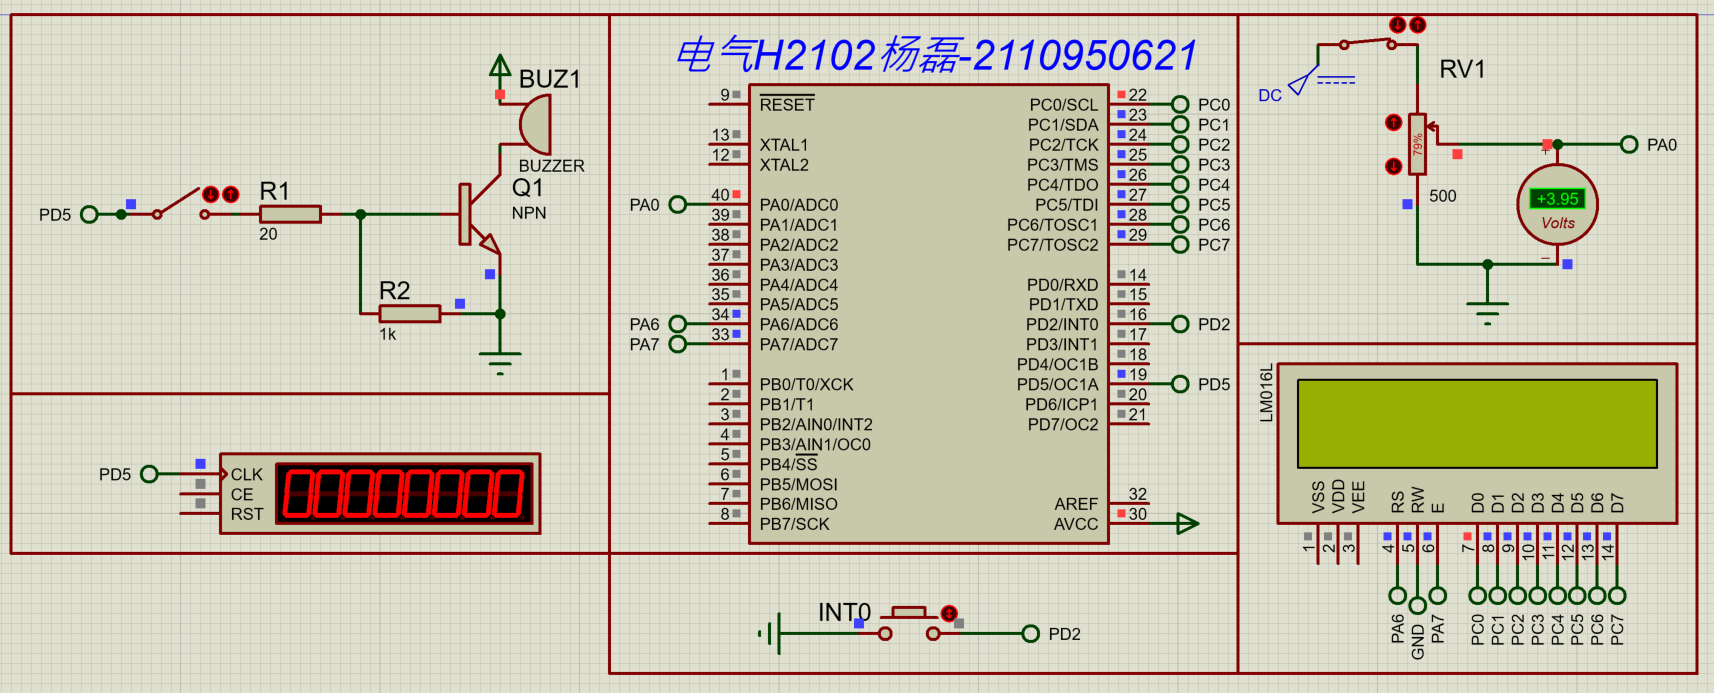 电气H2102杨磊-2110950621
BUZ1
BUZZER
Q1
NPN
PD5
R1
20
R2
1k
PD5
CLK
CE
RST
0000000
9 RESET
13 XTAL1
12 XTAL2
PA0 40 PA0/ADC0
39 PA1/ADC1
38 PA2/ADC2
37 PA3/ADC3
36 PA4/ADC4
35 PA5/ADC5
PA6 34 PA6/ADC6
PA7 33 PA7/ADC7
1 PB0/T0/XCK
2 PB1/T1
3 PB2/AIN0/INT2
4 PB3/AIN1/OC0
5 PB4/SS
6 PB5/MOSI
7 PB6/MISO
8 PB7/SCK
PC0/SCL 22 PC0
PC1/SDA 23 PC1
PC2/TCK 24 PC2
PC3/TMS 25 PC3
PC4/TDO 26 PC4
PC5/TDI 27 PC5
PC6/TOSC1 28 PC6
PC7/TOSC2 29 PC7
PD0/RXD 14
PD1/TXD 15
PD2/INT0 16 PD2
PD3/INT1 17
PD4/OC1B 18
PD5/OC1A 19 PD5
PD6/ICP1 20
PD7/OC2 21
AREF 32
AVCC 30
INT0
PD2
DC
RV1
79%
500
PA0
+3.95
Volts
LM016L
VSS VDD VEE RS RW E D0 D1 D2 D3 D4 D5 D6 D7
1 2 3 4 5 6 7 8 9 10 11 12 13 14
PA6 GND PA7 PC0 PC1 PC2 PC3 PC4 PC5 PC6 PC7